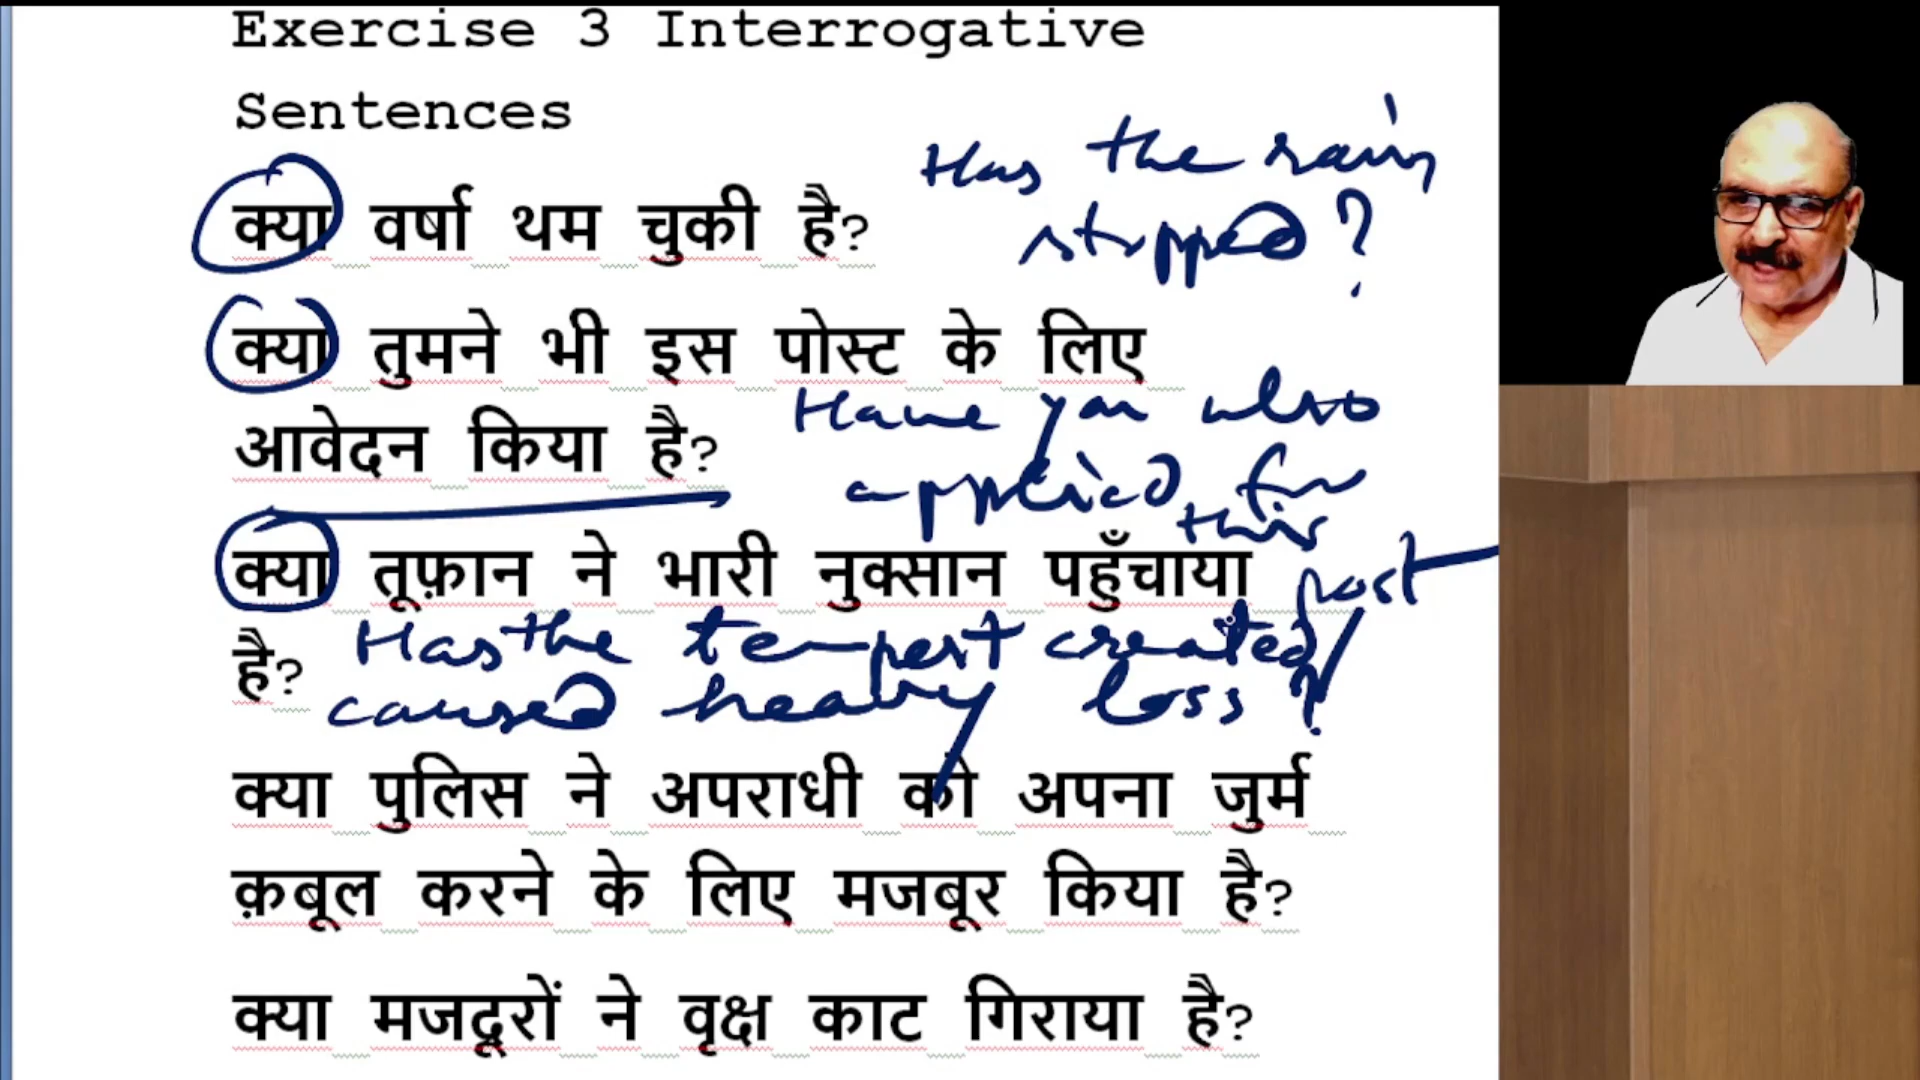 Exercise 3 Interrogative
Sentences
Has the rain
क्या वर्षा थम चुकी है?
stopped?
क्या तुमने भी इस पोस्ट के लिए
Have you also
आवेदन किया है?
applied for
this
क्या तूफ़ान ने भारी नुक्सान पहुँचाया
post
है?
Has the tempest created/
caused heavy loss?
क्या पुलिस ने अपराधी को अपना जुर्म
क़बूल करने के लिए मजबूर किया है?
क्या मजदूरों ने वृक्ष काट गिराया है?